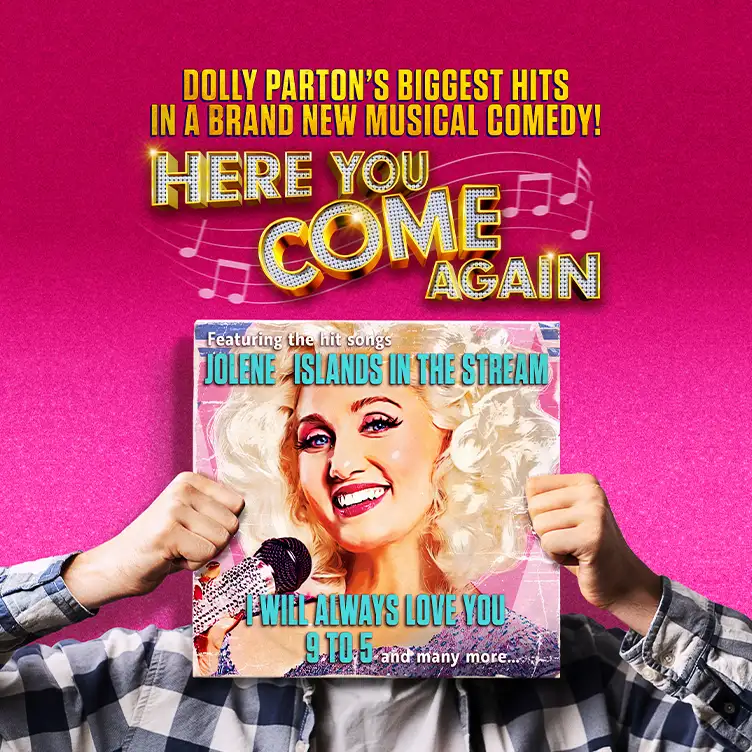 DOLLY PARTON'S BIGGEST HITS
IN A BRAND NEW MUSICAL COMEDY!
HERE YOU
COME
AGAIN
Featuring the hit songs
JOLENE ISLANDS IN THE STREAM
I WILL ALWAYS LOVE YOU
9 TO 5 and many more...